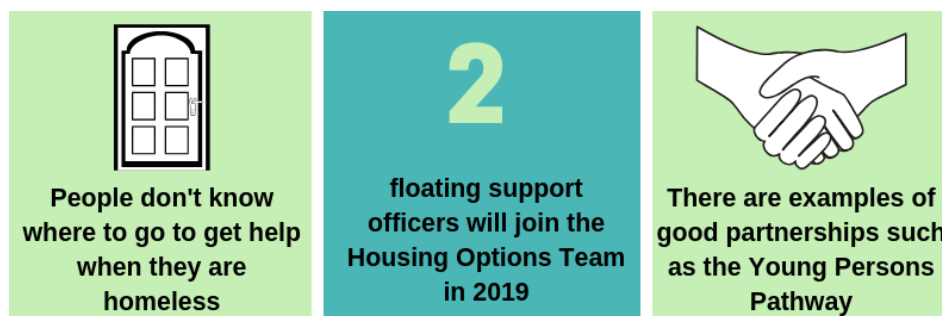 People don't know
where to go to get help
when they are
homeless
2
floating support
officers will join the
Housing Options Team
in 2019
There are examples of
good partnerships such
as the Young Persons
Pathway